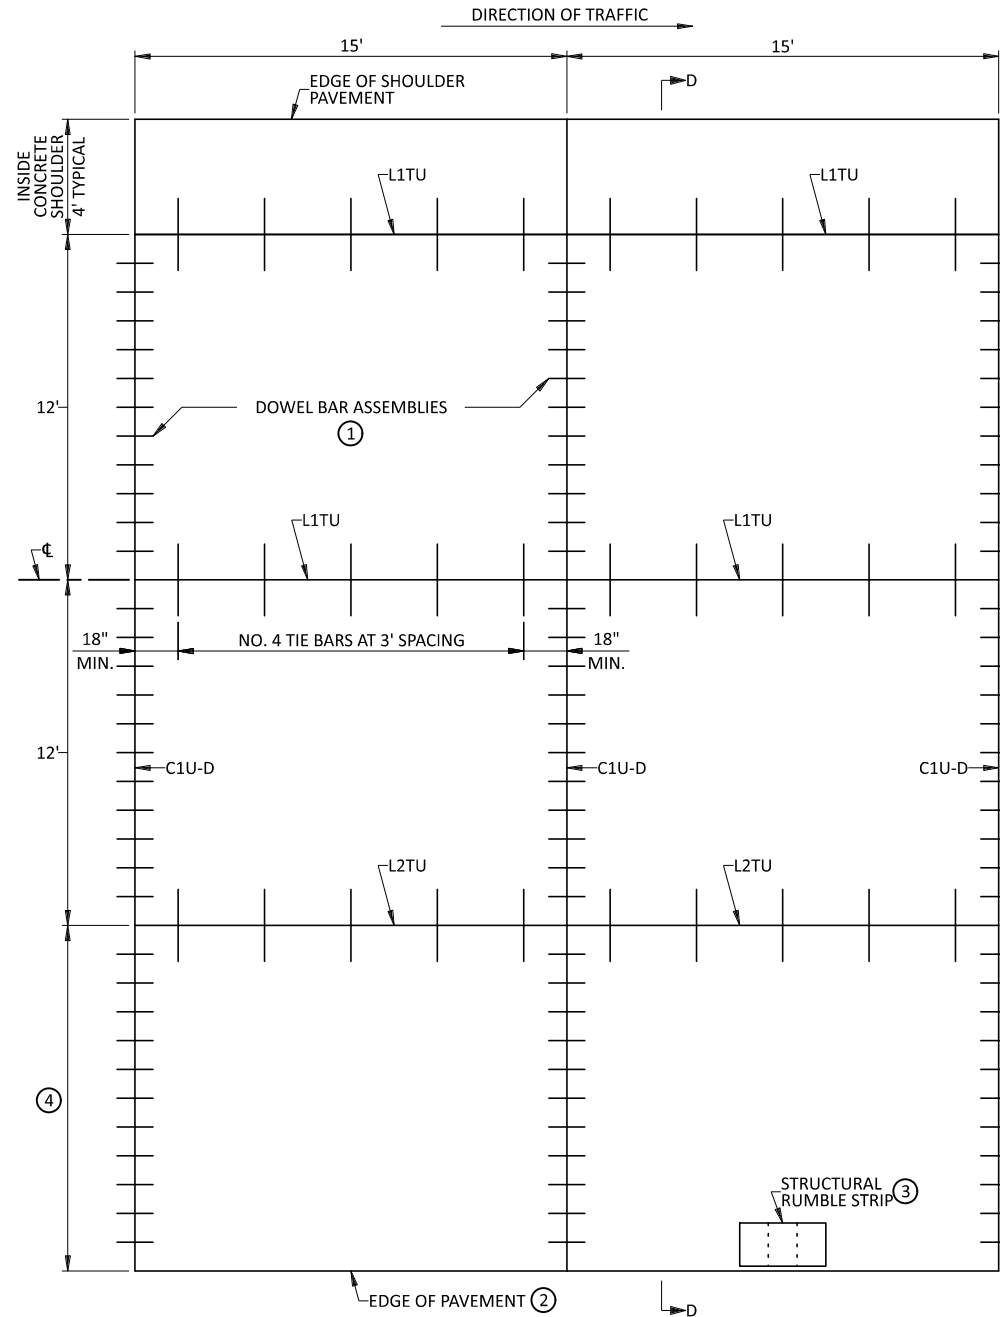 DIRECTION OF TRAFFIC
15'
15'
D
EDGE OF SHOULDER
PAVEMENT
INSIDE
CONCRETE
SHOULDER
4' TYPICAL
L1TU
L1TU
12'
DOWEL BAR ASSEMBLIES
1
L1TU
L1TU
℄
18"
MIN.
NO. 4 TIE BARS AT 3' SPACING
18"
MIN.
12'
C1U-D
C1U-D
C1U-D
L2TU
L2TU
4
STRUCTURAL
RUMBLE STRIP 3
EDGE OF PAVEMENT 2
D